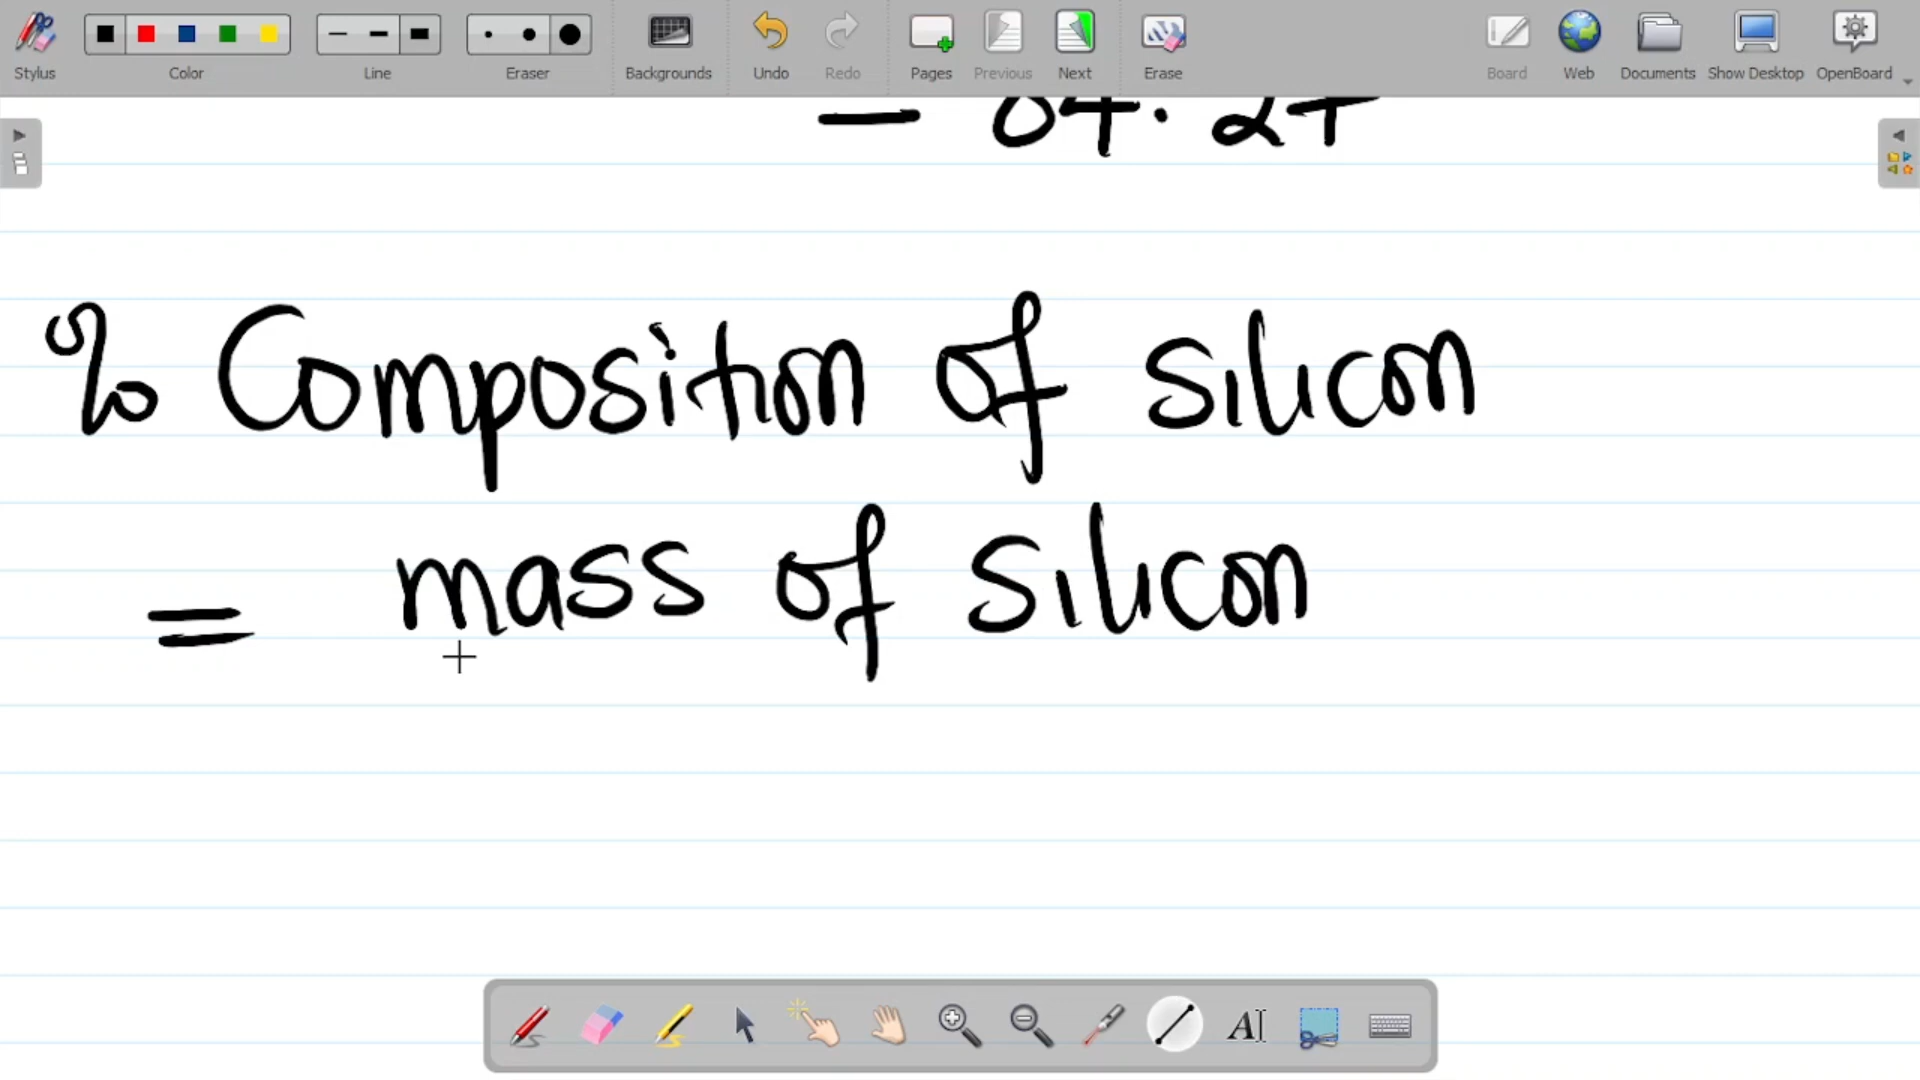 Stylus
Color
Line
Eraser
Backgrounds
Undo
Redo
Pages
Previous
Next
Erase
Board
Web
Documents
Show Desktop
OpenBoard
% Composition of silicon
= mass of silicon